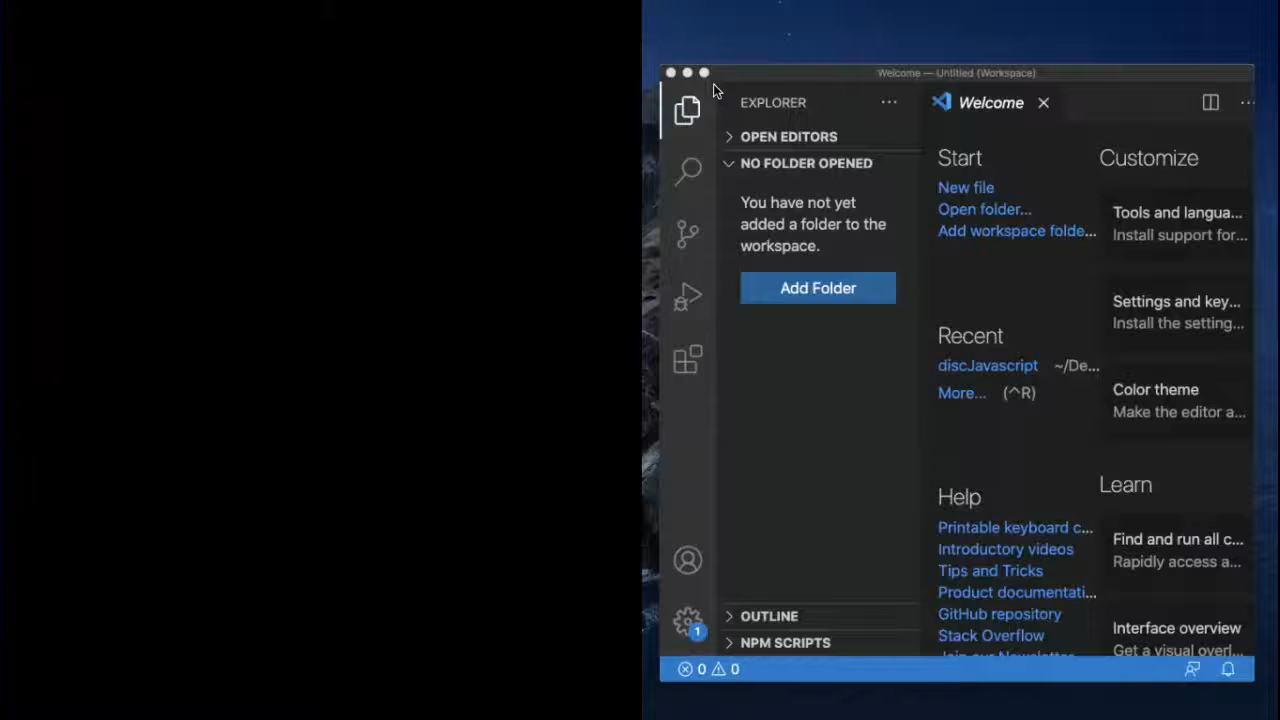 Welcome — Untitled (Workspace)
EXPLORER
OPEN EDITORS
NO FOLDER OPENED
You have not yet
added a folder to the
workspace.
Add Folder
OUTLINE
NPM SCRIPTS
Welcome
Start
New file
Open folder...
Add workspace folde...
Recent
discJavascript ~/De...
More... (^R)
Help
Printable keyboard c...
Introductory videos
Tips and Tricks
Product documentati...
GitHub repository
Stack Overflow
Join our Newsletter
Customize
Tools and langua...
Install support for...
Settings and key...
Install the setting...
Color theme
Make the editor a...
Learn
Find and run all c...
Rapidly access a...
Interface overview
Get a visual overl...
1
0 0